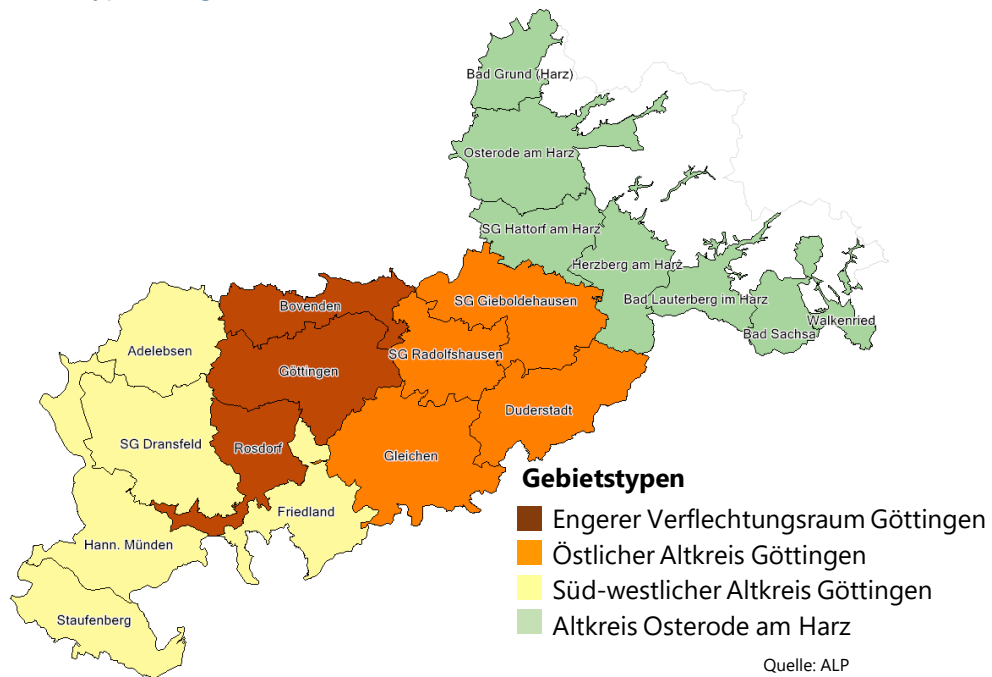 Bad Grund (Harz)
Osterode am Harz
SG Hattorf am Harz
Herzberg am Harz
Bad Lauterberg im Harz
Walkenried
Bad Sachsa
SG Gieboldehausen
Bovenden
Adelebsen
SG Radolfshausen
Göttingen
Duderstadt
SG Dransfeld
Rosdorf
Gleichen
Friedland
Hann. Münden
Staufenberg
Gebietstypen
Engerer Verflechtungsraum Göttingen
Östlicher Altkreis Göttingen
Süd-westlicher Altkreis Göttingen
Altkreis Osterode am Harz
Quelle: ALP